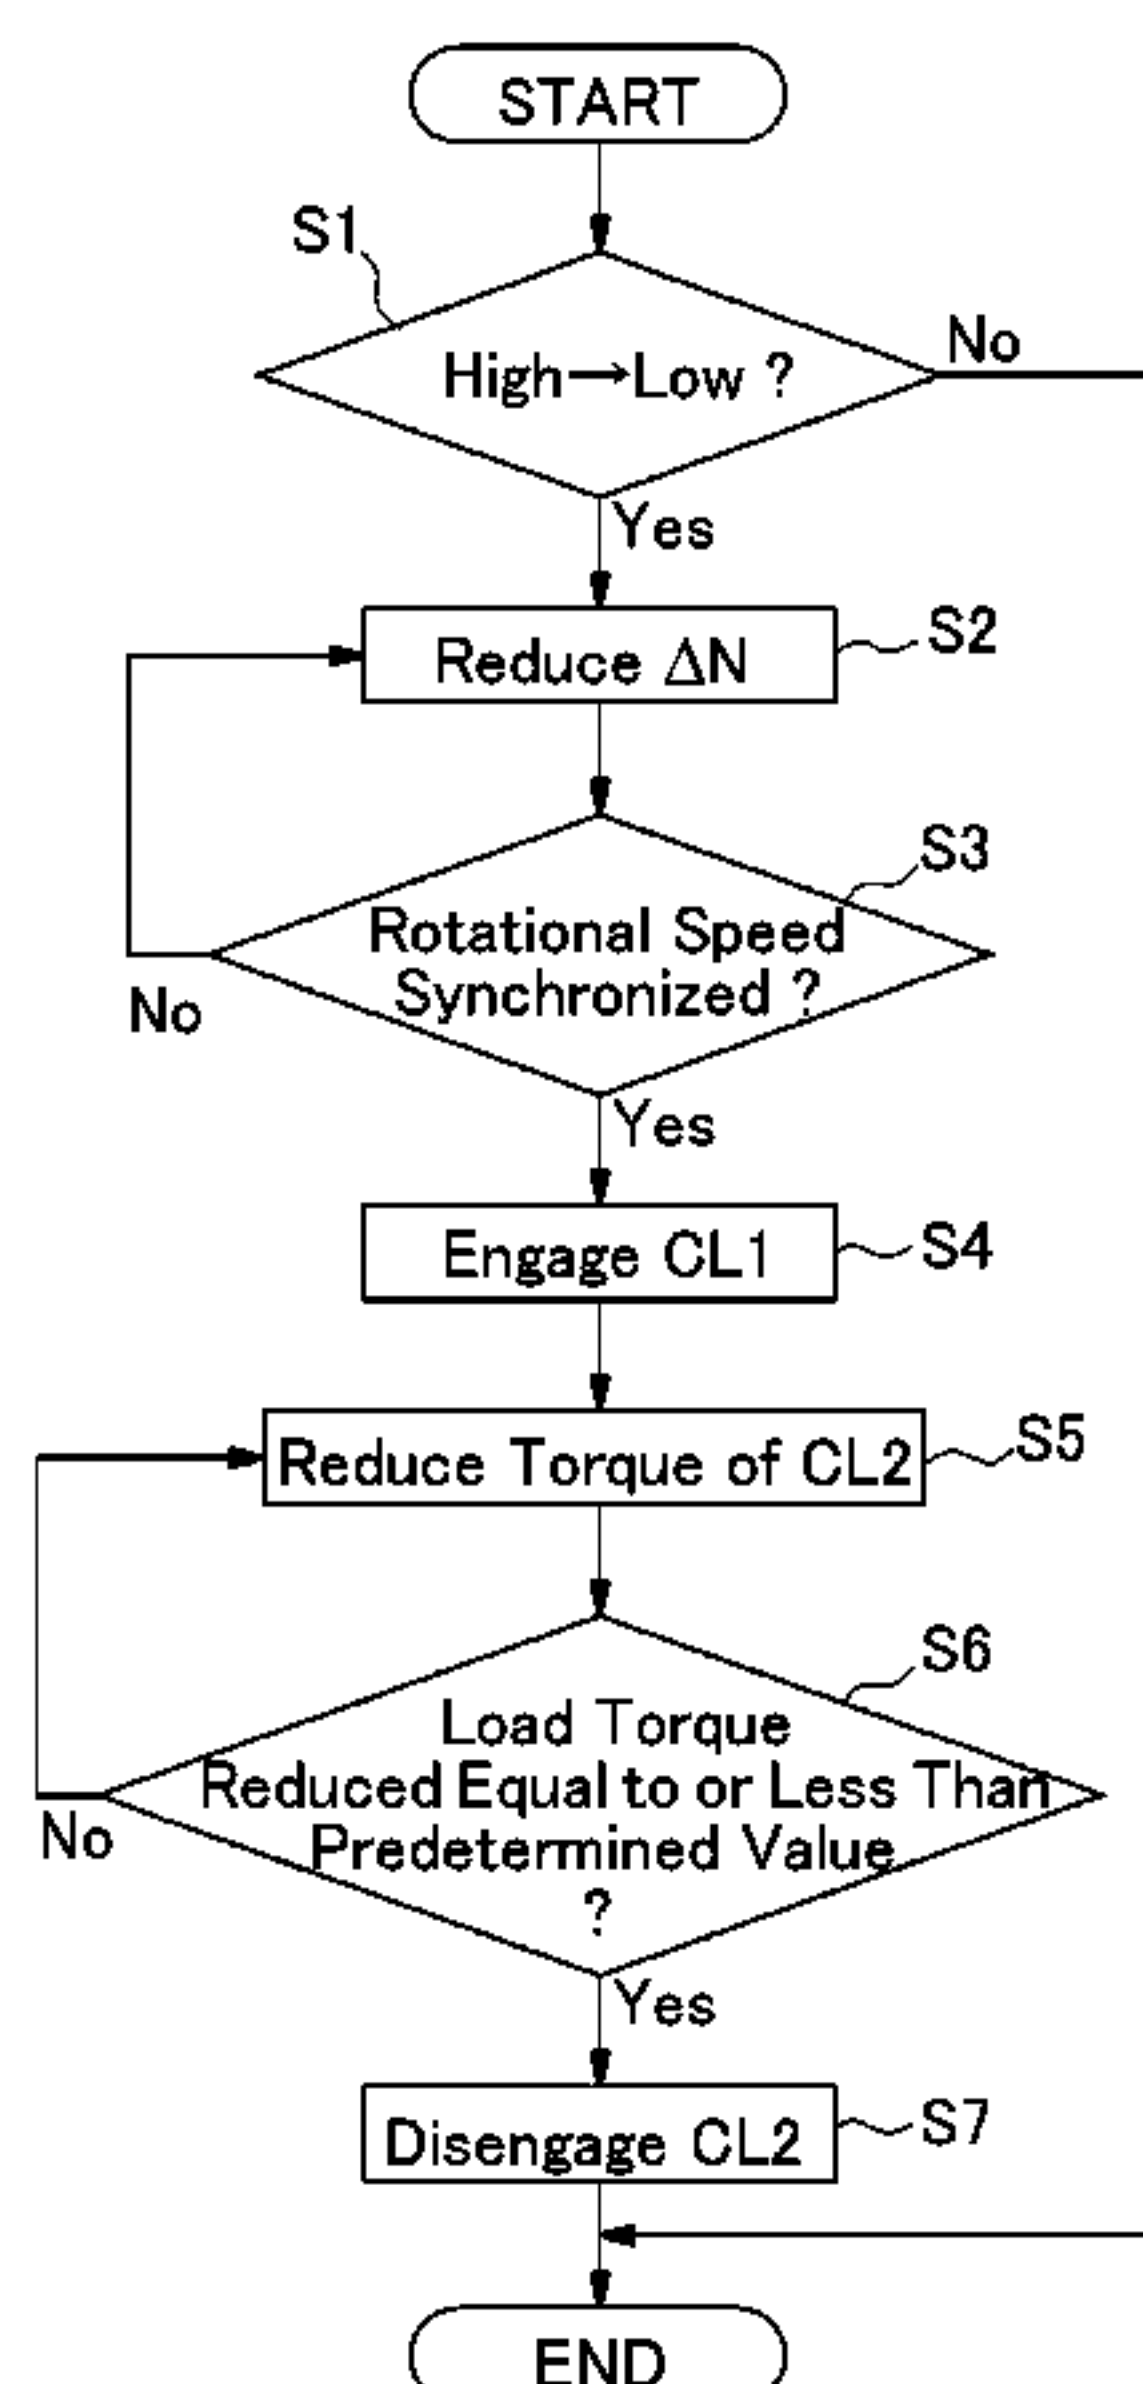 START
S1
High→Low ?
No
Yes
Reduce ΔN
S2
S3
Rotational Speed
Synchronized ?
No
Yes
Engage CL1
S4
Reduce Torque of CL2
S5
S6
Load Torque
Reduced Equal to or Less Than
Predetermined Value
?
No
Yes
Disengage CL2
S7
END